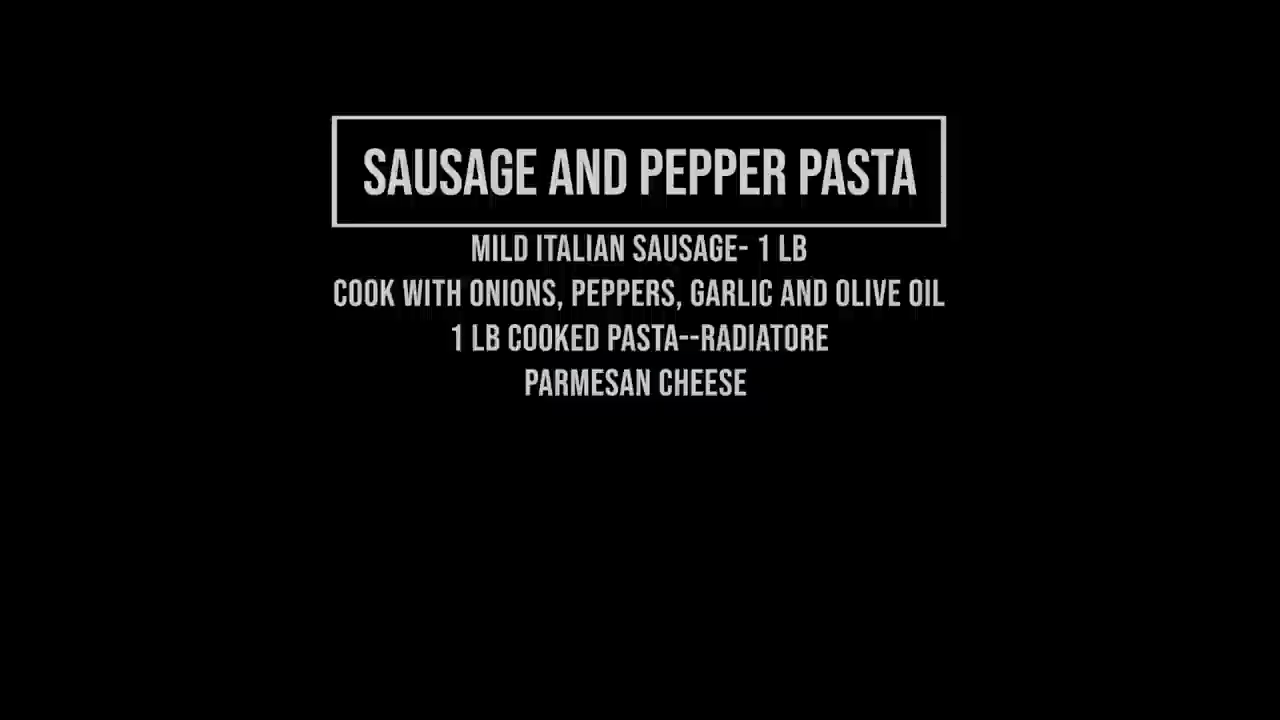 SAUSAGE AND PEPPER PASTA
MILD ITALIAN SAUSAGE- 1 LB
COOK WITH ONIONS, PEPPERS, GARLIC AND OLIVE OIL
1 LB COOKED PASTA--RADIATORE
PARMESAN CHEESE